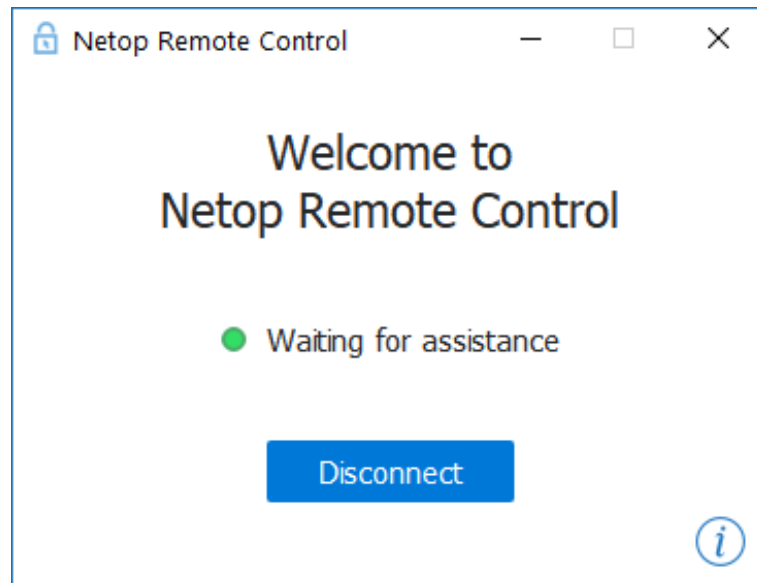 Netop Remote Control
Welcome to
Netop Remote Control
Waiting for assistance
Disconnect
i